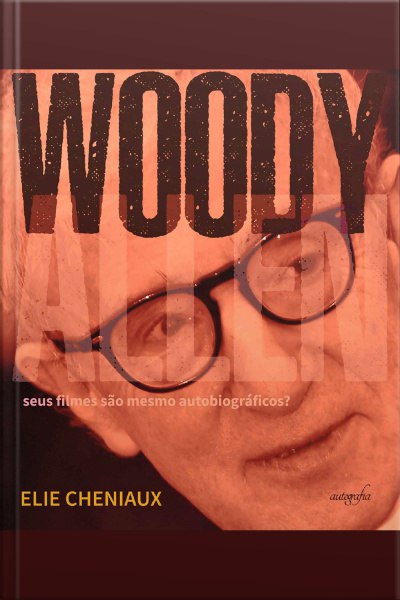 WOODY
ALLEN
seus filmes são mesmo autobiográficos?
ELIE CHENIAUX
autografia